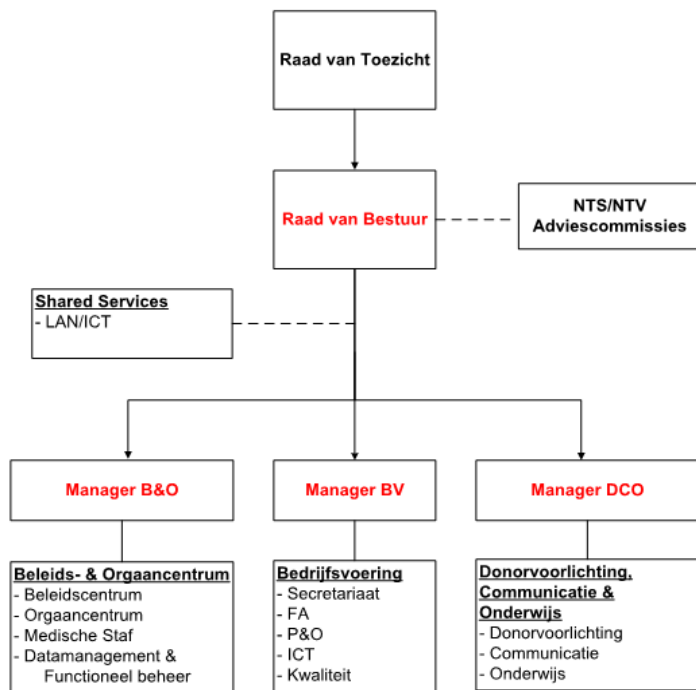 Raad van Toezicht
Raad van Bestuur
NTS/NTV
Adviescommissies
Shared Services
- LAN/ICT
Manager B&O
Manager BV
Manager DCO
Beleids- & Orgaancentrum
- Beleidscentrum
- Orgaancentrum
- Medische Staf
- Datamanagement &
Functioneel beheer
Bedrijfsvoering
- Secretariaat
- FA
- P&O
- ICT
- Kwaliteit
Donorvoorlichting,
Communicatie &
Onderwijs
- Donorvoorlichting
- Communicatie
- Onderwijs